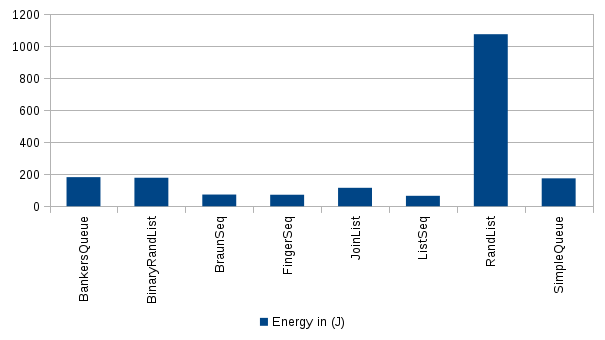 1200
1000
800
600
400
200
0
BankersQueue
BinaryRandList
BraunSeq
FingerSeq
JoinList
ListSeq
RandList
SimpleQueue
Energy in (J)